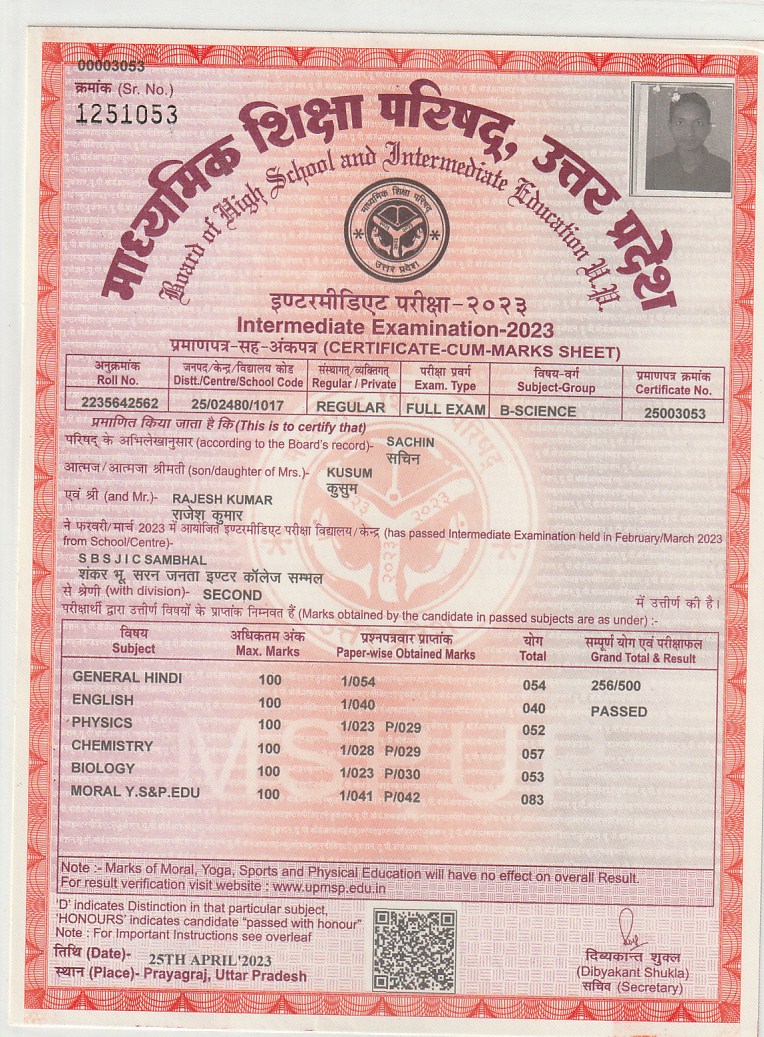 00003053
क्रमांक (Sr. No.)
1251053
माध्यमिक शिक्षा परिषद्, उत्तर प्रदेश
Board of High School and Intermediate Education U.P.
माध्यमिक शिक्षा परिषद्
उत्तर प्रदेश
इण्टरमीडिएट परीक्षा-२०२३
Intermediate Examination-2023
प्रमाणपत्र-सह-अंकपत्र (CERTIFICATE-CUM-MARKS SHEET)
अनुक्रमांक जनपद/केन्द्र/विद्यालय कोड संस्थागत/व्यक्तिगत परीक्षा प्रवर्ग विषय-वर्ग प्रमाणपत्र क्रमांक
Roll No. Distt./Centre/School Code Regular / Private Exam. Type Subject-Group Certificate No.
2235642562 25/02480/1017 REGULAR FULL EXAM B-SCIENCE 25003053
प्रमाणित किया जाता है कि (This is to certify that)
परिषद् के अभिलेखानुसार (according to the Board's record)- SACHIN
सचिन
आत्मज/आत्मजा श्रीमती (son/daughter of Mrs.)- KUSUM
कुसुम
एवं श्री (and Mr.)- RAJESH KUMAR
राजेश कुमार
ने फरवरी/मार्च 2023 में आयोजित इण्टरमीडिएट परीक्षा विद्यालय/केन्द्र (has passed Intermediate Examination held in February/March 2023
from School/Centre)-
S B S J I C SAMBHAL
शंकर भू. सरन जनता इण्टर कॉलेज सम्भल
से श्रेणी (with division)- SECOND में उत्तीर्ण की है।
परीक्षार्थी द्वारा उत्तीर्ण विषयों के प्राप्तांक निम्नवत हैं (Marks obtained by the candidate in passed subjects are as under) :-
विषय अधिकतम अंक प्रश्नपत्रवार प्राप्तांक योग सम्पूर्ण योग एवं परीक्षाफल
Subject Max. Marks Paper-wise Obtained Marks Total Grand Total & Result
GENERAL HINDI 100 1/054 054 256/500
ENGLISH 100 1/040 040 PASSED
PHYSICS 100 1/023 P/029 052
CHEMISTRY 100 1/028 P/029 057
BIOLOGY 100 1/023 P/030 053
MORAL Y.S&P.EDU 100 1/041 P/042 083
Note :- Marks of Moral, Yoga, Sports and Physical Education will have no effect on overall Result.
For result verification visit website : www.upmsp.edu.in
'D' indicates Distinction in that particular subject,
'HONOURS' indicates candidate "passed with honour"
Note : For Important Instructions see overleaf
तिथि (Date)- 25TH APRIL'2023
स्थान (Place)- Prayagraj, Uttar Pradesh
दिब्यकान्त शुक्ल
(Dibyakant Shukla)
सचिव (Secretary)